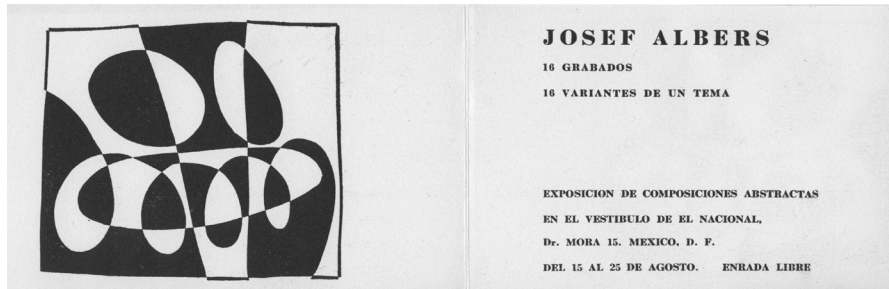 JOSEF ALBERS
16 GRABADOS
16 VARIANTES DE UN TEMA
EXPOSICION DE COMPOSICIONES ABSTRACTAS
EN EL VESTIBULO DE EL NACIONAL,
Dr. MORA 15. MEXICO, D. F.
DEL 15 AL 25 DE AGOSTO. ENRADA LIBRE